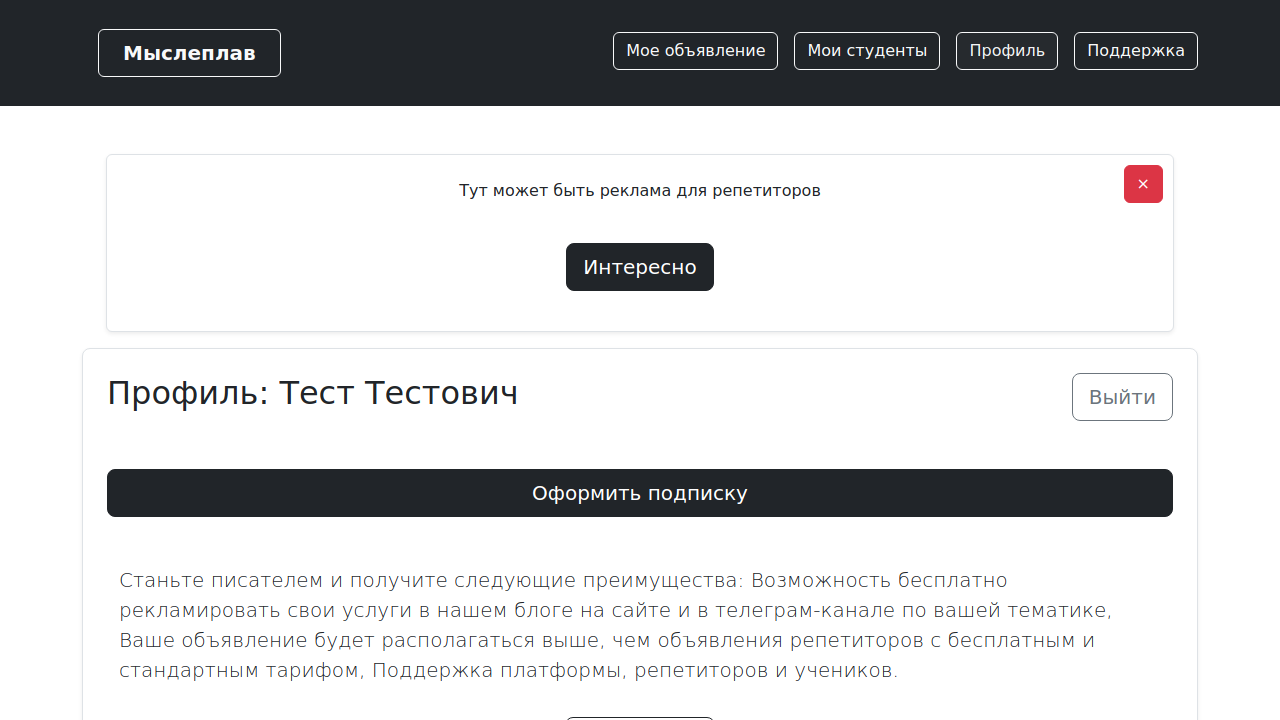 Мыслеплав
Мое объявление
Мои студенты
Профиль
Поддержка
Тут может быть реклама для репетиторов
×
Интересно
Профиль: Тест Тестович
Выйти
Оформить подписку
Станьте писателем и получите следующие преимущества: Возможность бесплатно
рекламировать свои услуги в нашем блоге на сайте и в телеграм-канале по вашей тематике,
Ваше объявление будет располагаться выше, чем объявления репетиторов с бесплатным и
стандартным тарифом, Поддержка платформы, репетиторов и учеников.